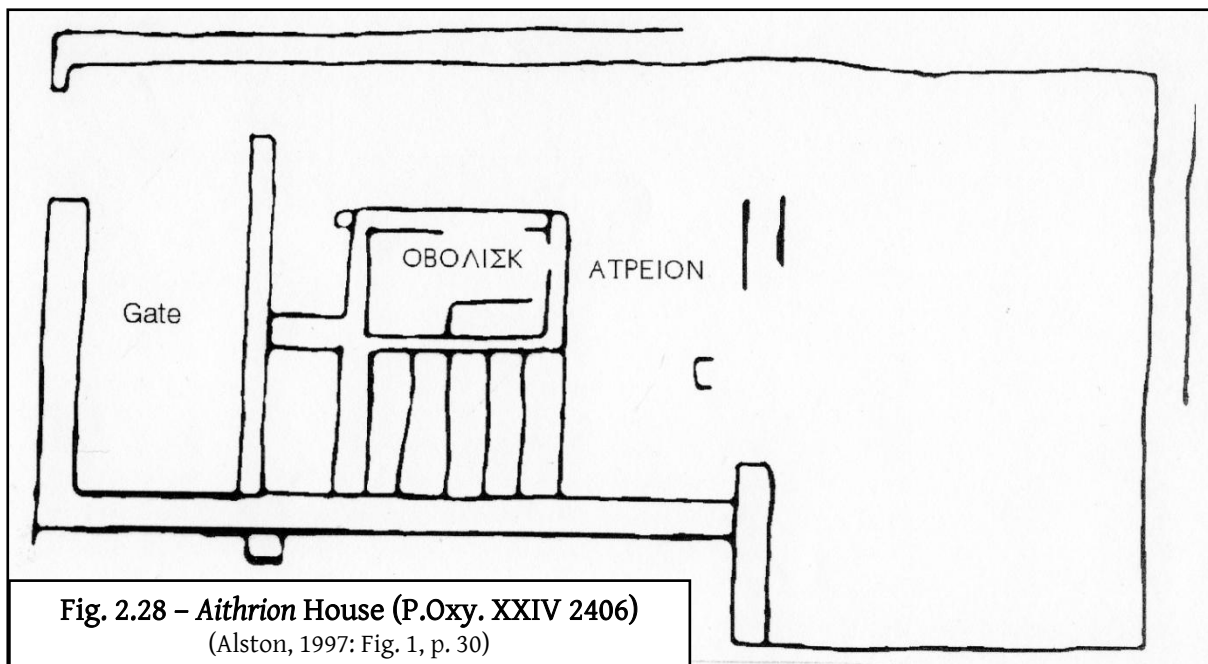 ΟΒΟΛΙΣΚ
ΑΤΡΕΙΟΝ
Gate
Fig. 2.28 – Aithrion House (P.Oxy. XXIV 2406)
(Alston, 1997: Fig. 1, p. 30)